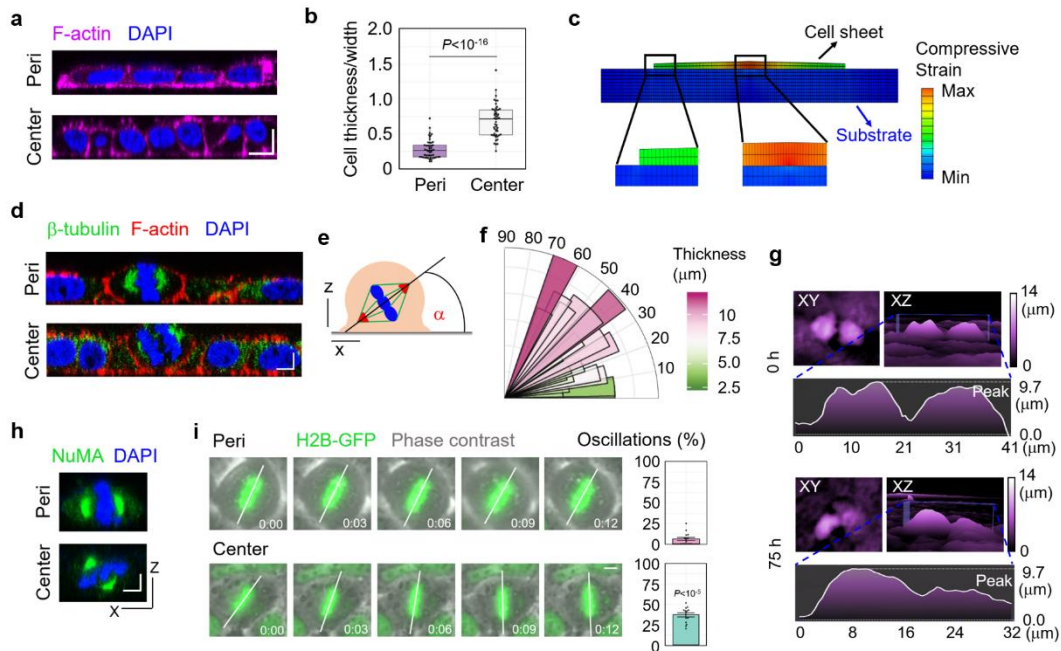 a
F-actin DAPI
Peri
Center
b
Cell thickness/width
2.0
1.5
1.0
0.5
0
P<10⁻¹⁶
Peri Center
c
Cell sheet
Substrate
Compressive
Strain
Max
Min
d
β-tubulin F-actin DAPI
Peri
Center
e
z
x
α
f
90 80 70 60 50 40 30 20 10
Thickness
(μm)
10
7.5
5.0
2.5
g
0 h
XY
XZ
14
(μm)
0
Peak
9.7
(μm)
0.0
0 10 21 31 41
(μm)
75 h
XY
XZ
14
(μm)
0
Peak
9.7
(μm)
0.0
0 8 16 24 32
(μm)
h
NuMA DAPI
Peri
Center
Z
X
i
Peri H2B-GFP Phase contrast Oscillations (%)
0:00 0:03 0:06 0:09 0:12
100
75
50
25
0
Center
0:00 0:03 0:06 0:09 0:12
100
75
50
25
0
P<10⁻⁵